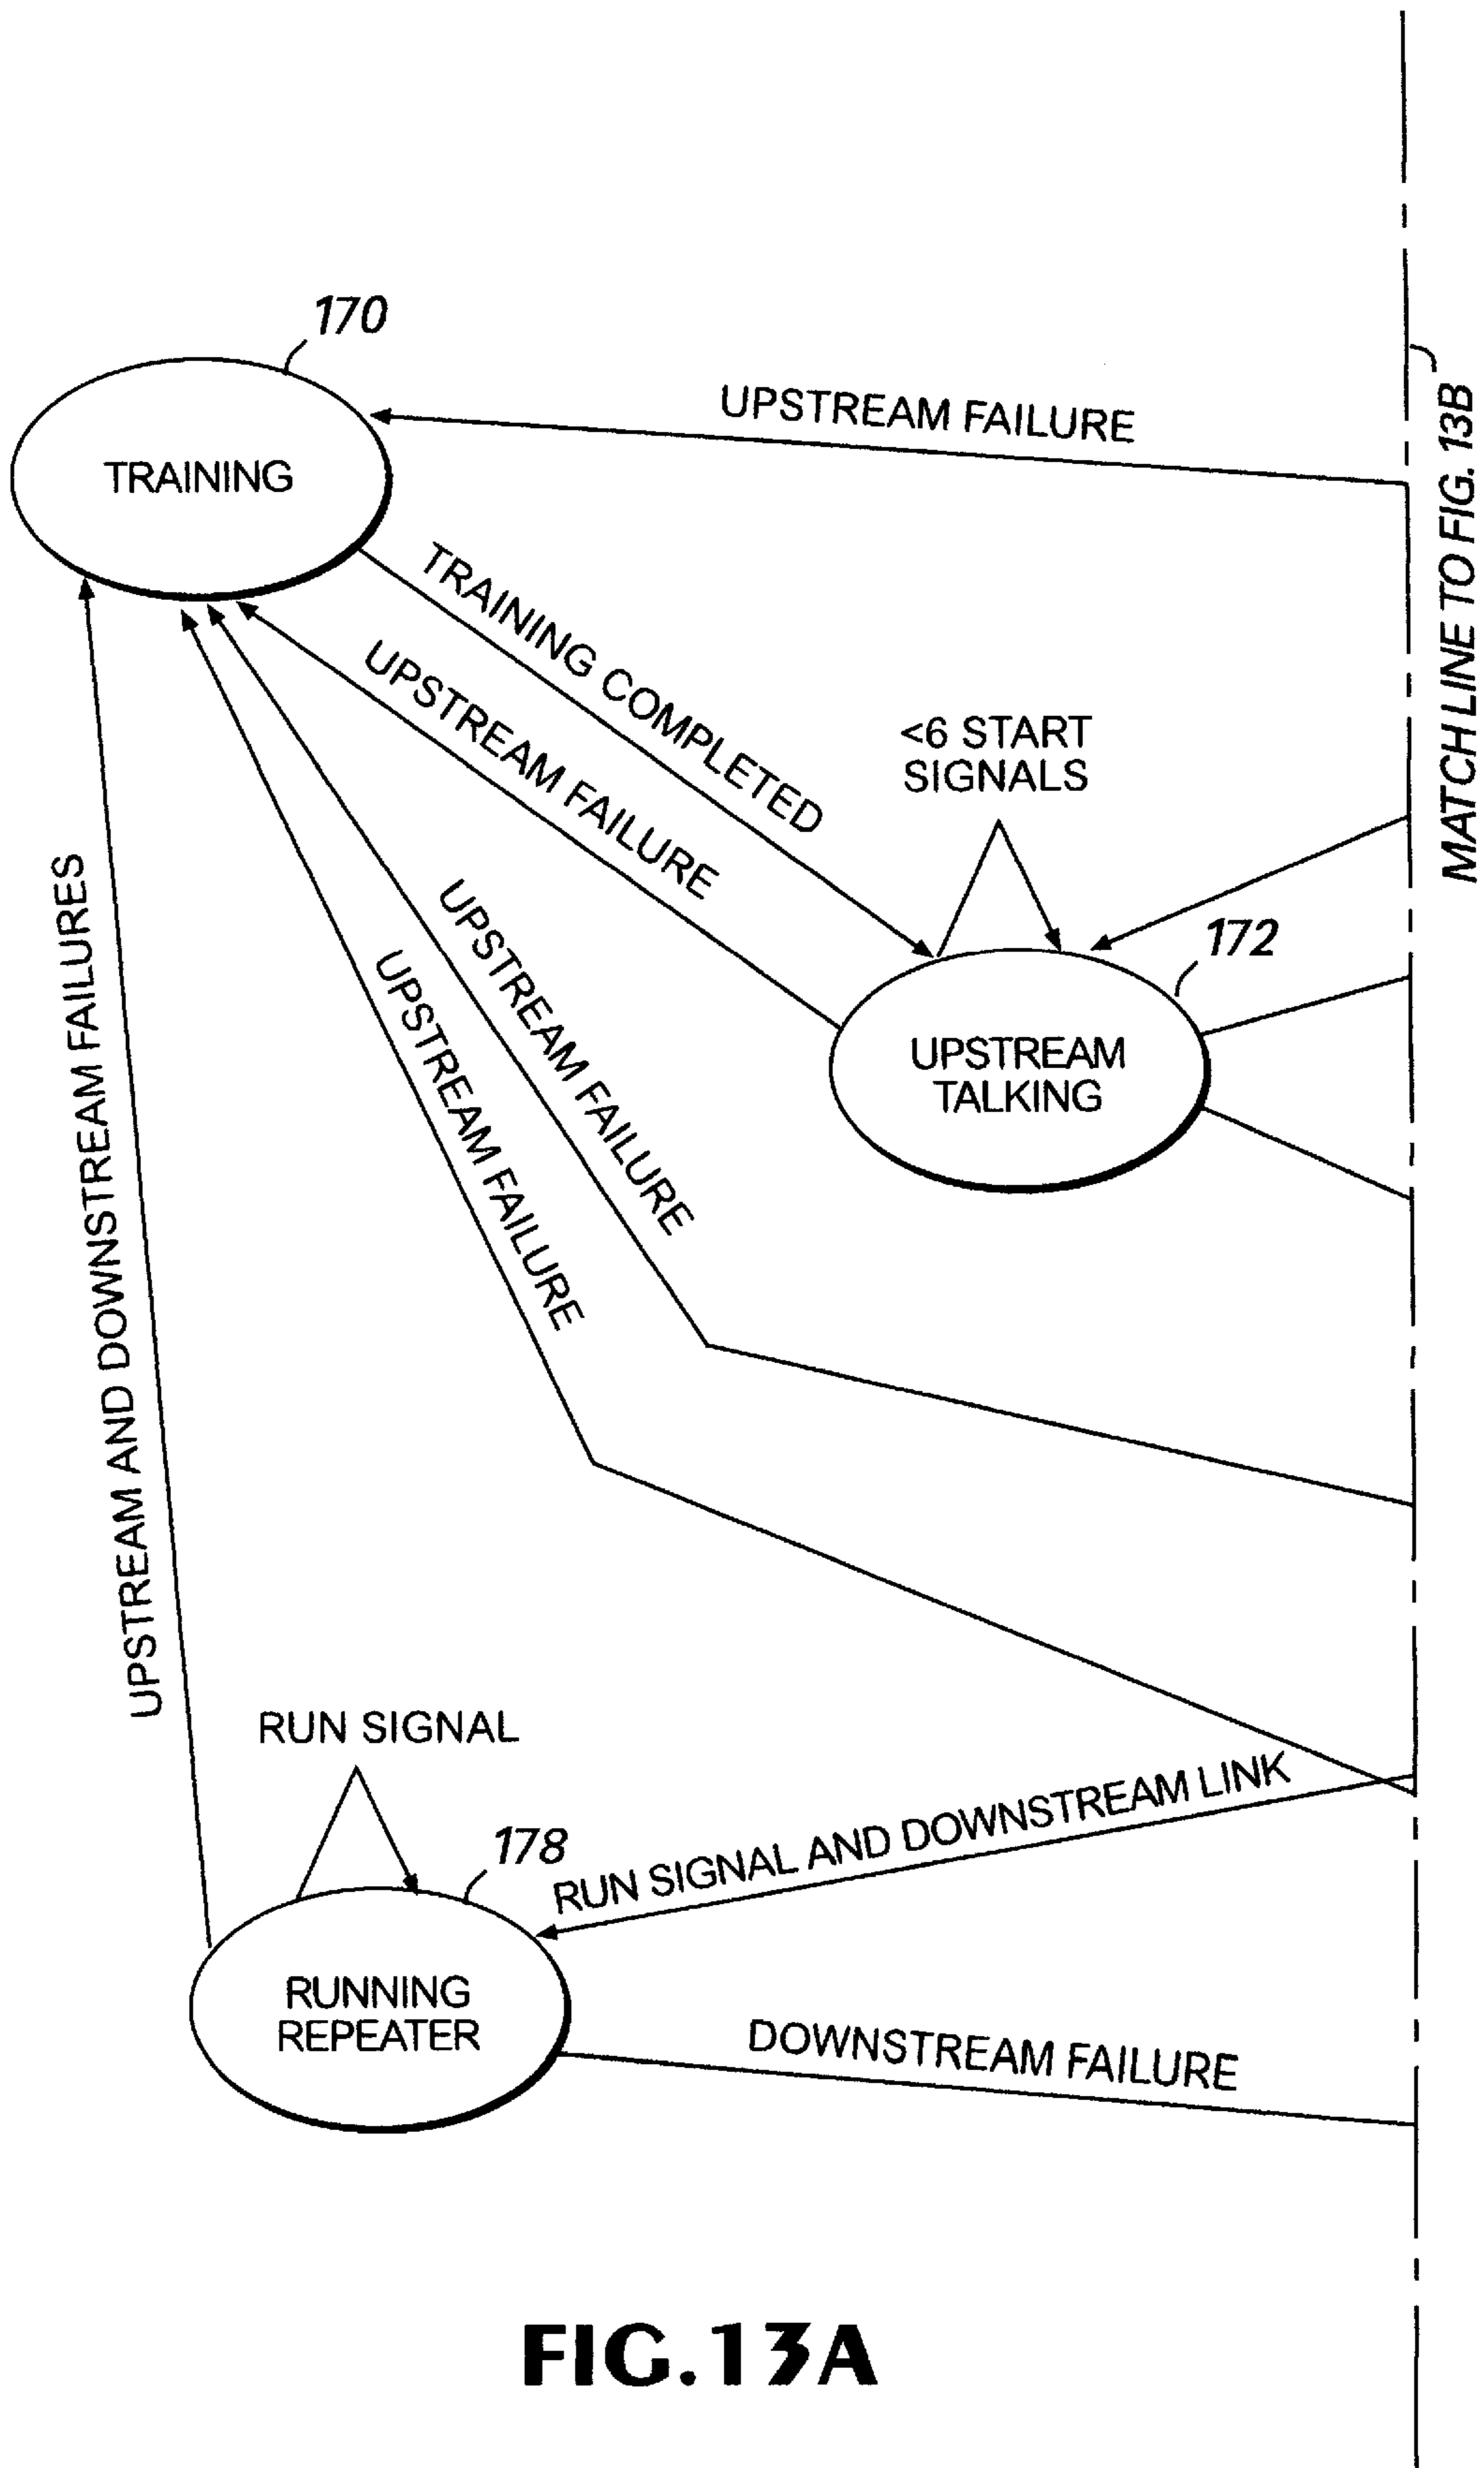 170
TRAINING
UPSTREAM FAILURE
MATCH LINE TO FIG. 13B
TRAINING COMPLETED
UPSTREAM FAILURE
<6 START
SIGNALS
172
UPSTREAM
TALKING
UPSTREAM FAILURE
UPSTREAM FAILURE
UPSTREAM AND DOWNSTREAM FAILURES
RUN SIGNAL
178
RUN SIGNAL AND DOWNSTREAM LINK
RUNNING
REPEATER
DOWNSTREAM FAILURE
FIG.13A